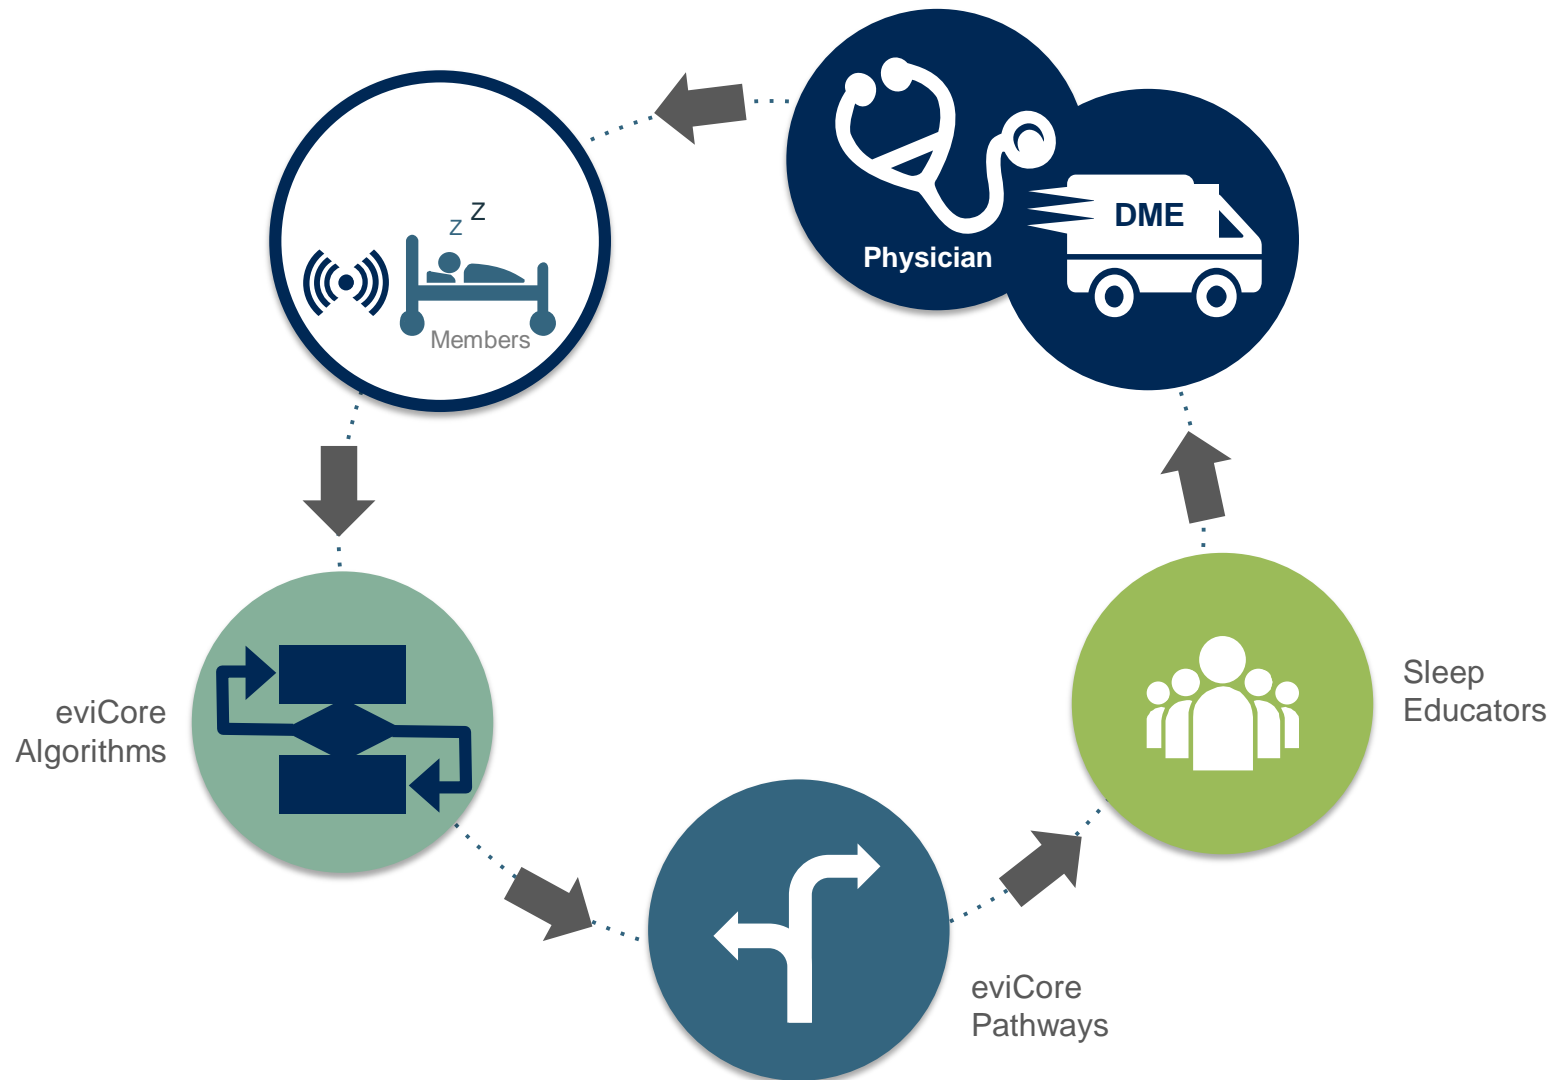 DME
Physician
Z
Z
Members
eviCore
Algorithms
Sleep
Educators
eviCore
Pathways